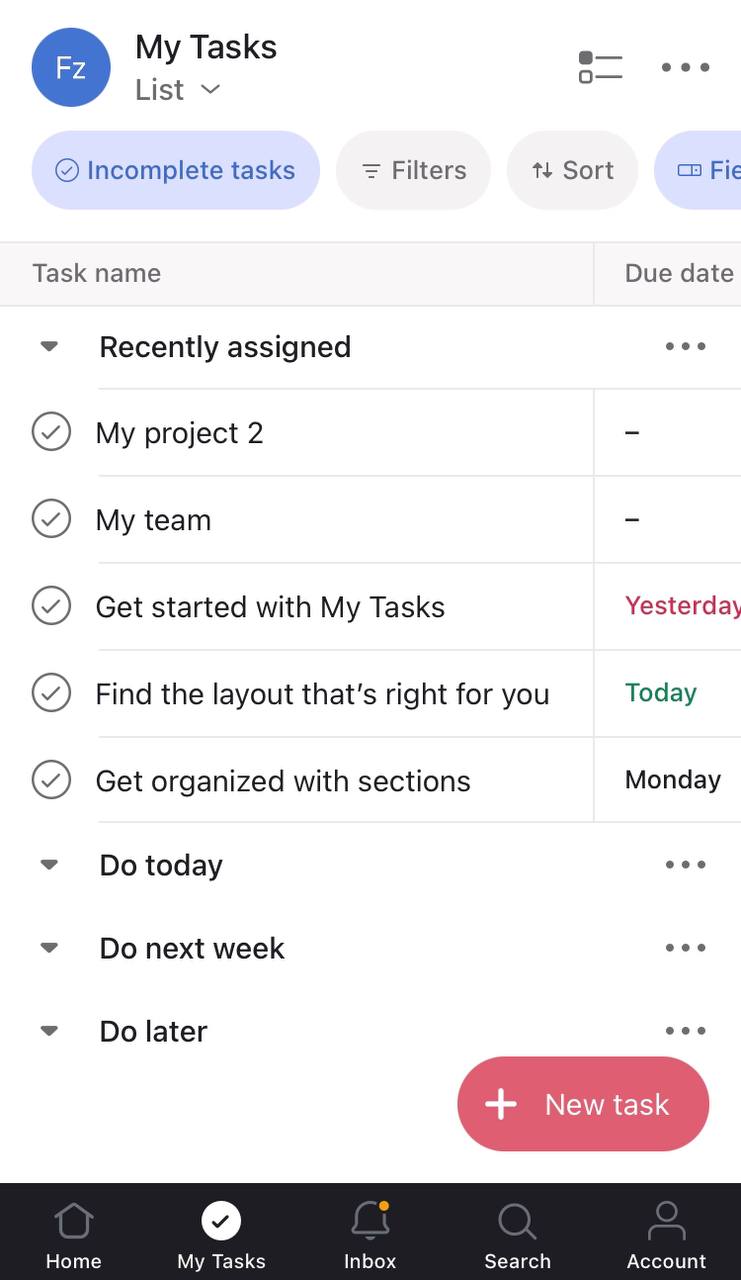 Fz
My Tasks
List
Incomplete tasks
Filters
Sort
Fie
Task name
Due date
Recently assigned
My project 2
–
My team
–
Get started with My Tasks
Yesterday
Find the layout that’s right for you
Today
Get organized with sections
Monday
Do today
Do next week
Do later
New task
Home
My Tasks
Inbox
Search
Account